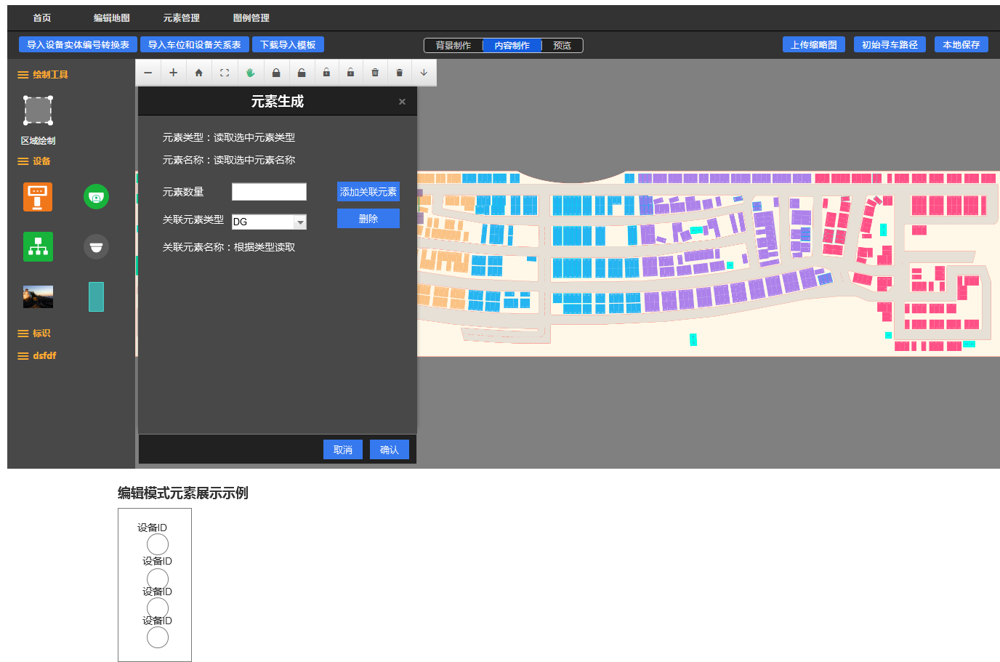 首页 编辑地图 元素管理 图例管理
导入设备实体编号转换表 导入车位和设备关系表 下载导入模板 背景制作 内容制作 预览 上传缩略图 初始寻车路径 本地保存
绘制工具
区域绘制
设备
标识
dsfdf
元素生成 ×
元素类型：读取选中元素类型
元素名称：读取选中元素名称
元素数量 添加关联元素
关联元素类型 DG 删除
关联元素名称：根据类型读取
取消 确认
编辑模式元素展示示例
设备ID
设备ID
设备ID
设备ID